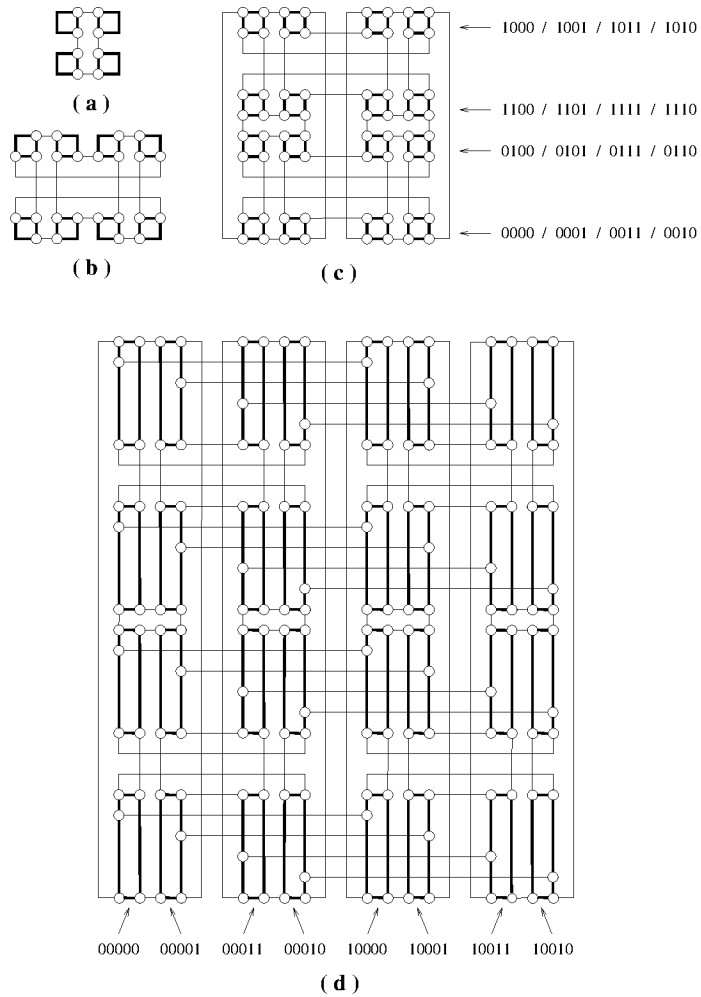 ( a )
( b )
( c )
1000 / 1001 / 1011 / 1010
1100 / 1101 / 1111 / 1110
0100 / 0101 / 0111 / 0110
0000 / 0001 / 0011 / 0010
00000 00001 00011 00010 10000 10001 10011 10010
( d )